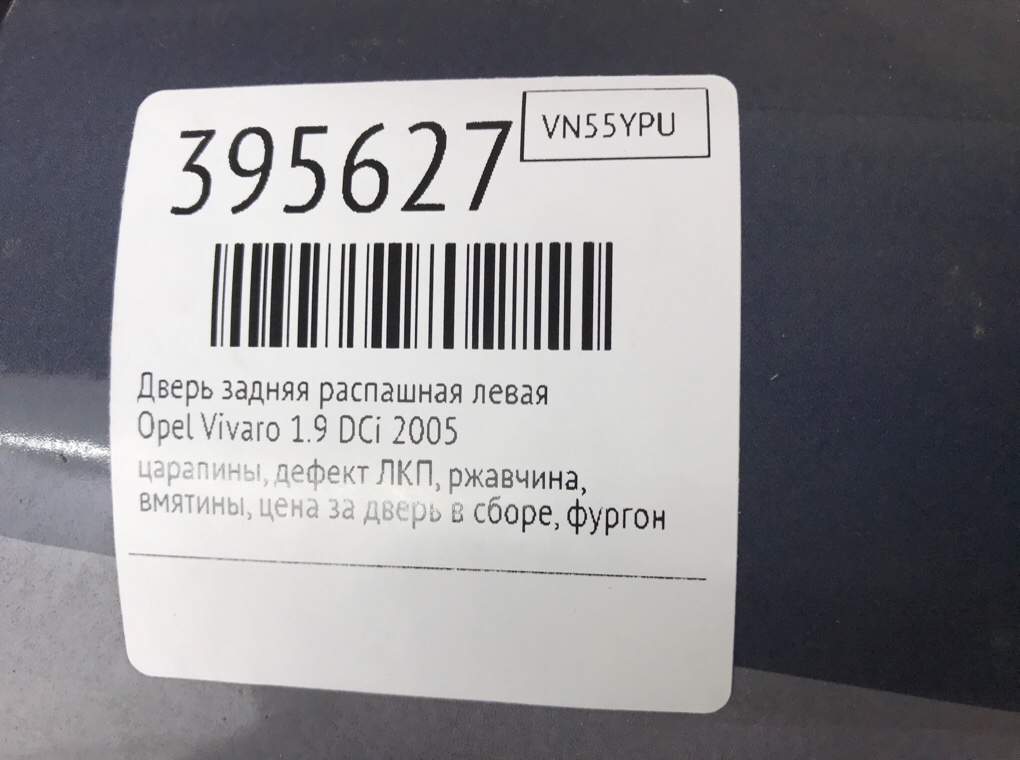 395627
VN55YPU
Дверь задняя распашная левая
Opel Vivaro 1.9 DCi 2005
царапины, дефект ЛКП, ржавчина,
вмятины, цена за дверь в сборе, фургон